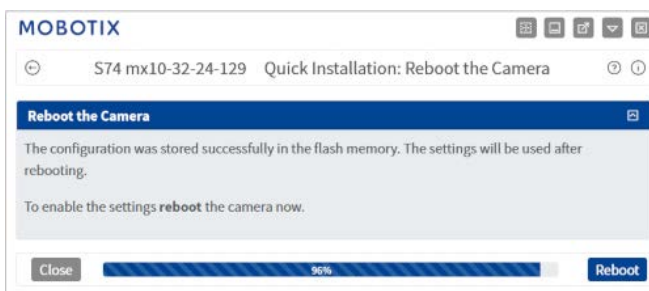 MOBOTIX
S74 mx10-32-24-129 Quick Installation: Reboot the Camera
Reboot the Camera
The configuration was stored successfully in the flash memory. The settings will be used after
rebooting.
To enable the settings reboot the camera now.
Close 96% Reboot